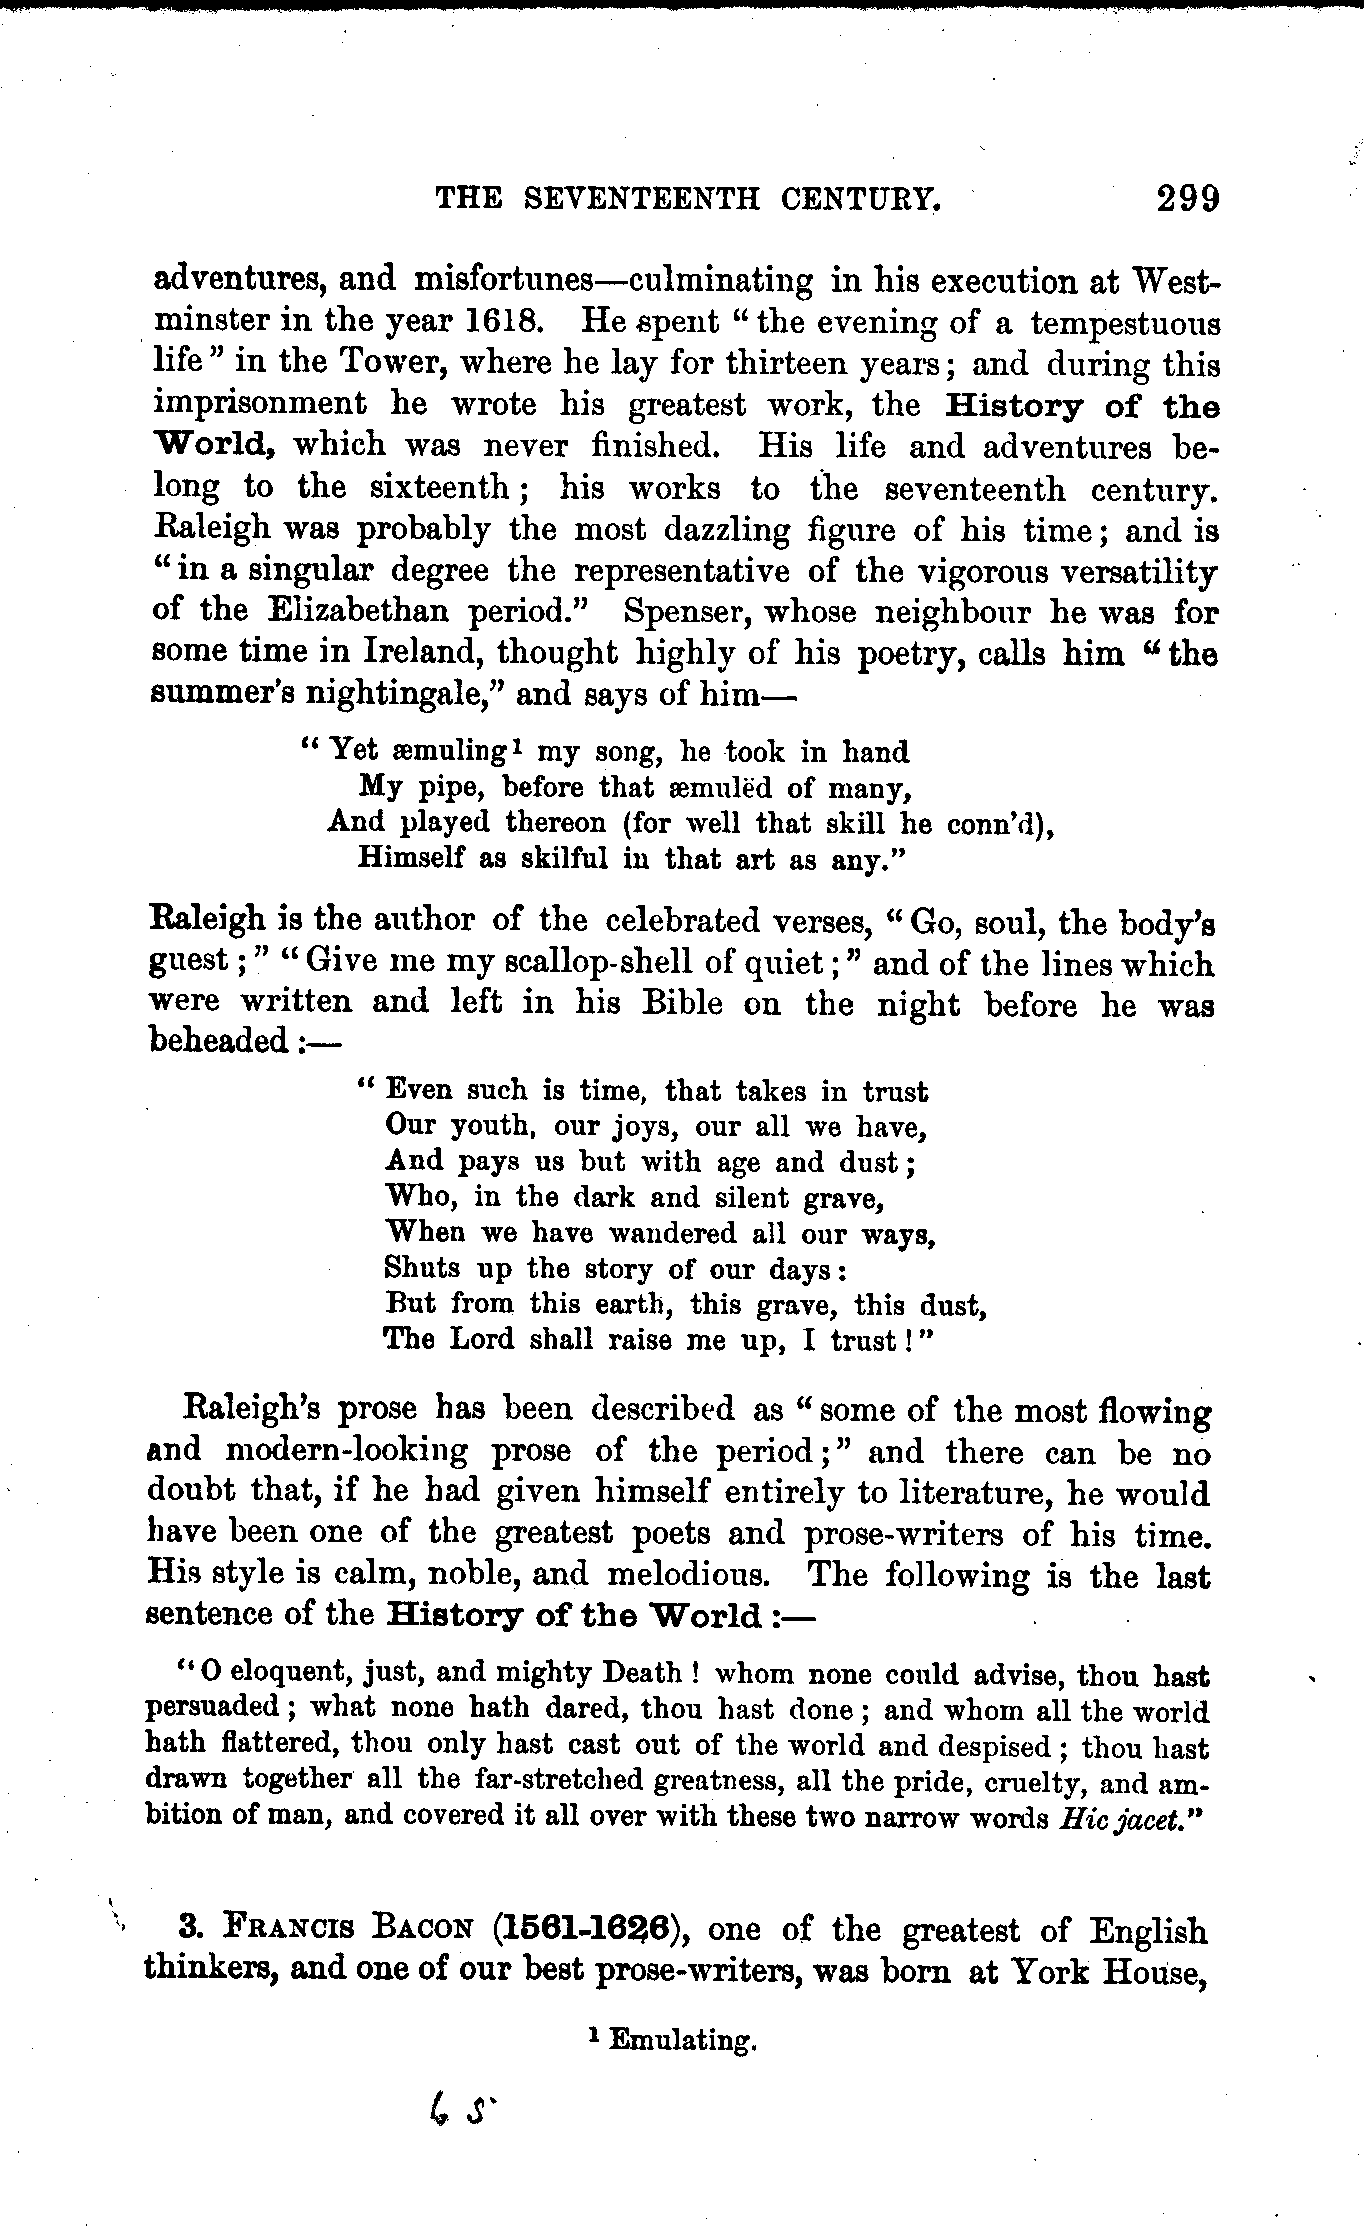 THE SEVENTEENTH CENTURY. 299
adventures, and misfortunes—culminating in his execution at West-
minster in the year 1618. He spent “the evening of a tempestuous
life” in the Tower, where he lay for thirteen years; and during this
imprisonment he wrote his greatest work, the History of the
World, which was never finished. His life and adventures be-
long to the sixteenth; his works to the seventeenth century.
Raleigh was probably the most dazzling figure of his time; and is
“in a singular degree the representative of the vigorous versatility
of the Elizabethan period.” Spenser, whose neighbour he was for
some time in Ireland, thought highly of his poetry, calls him “the
summer's nightingale,” and says of him—
“Yet æmuling¹ my song, he took in hand
My pipe, before that æmulëd of many,
And played thereon (for well that skill he conn'd),
Himself as skilful in that art as any.”
Raleigh is the author of the celebrated verses, “Go, soul, the body's
guest;” “Give me my scallop-shell of quiet;” and of the lines which
were written and left in his Bible on the night before he was
beheaded:—
“Even such is time, that takes in trust
Our youth, our joys, our all we have,
And pays us but with age and dust;
Who, in the dark and silent grave,
When we have wandered all our ways,
Shuts up the story of our days:
But from this earth, this grave, this dust,
The Lord shall raise me up, I trust!”
Raleigh's prose has been described as “some of the most flowing
and modern-looking prose of the period;” and there can be no
doubt that, if he had given himself entirely to literature, he would
have been one of the greatest poets and prose-writers of his time.
His style is calm, noble, and melodious. The following is the last
sentence of the History of the World:—
“O eloquent, just, and mighty Death! whom none could advise, thou hast
persuaded; what none hath dared, thou hast done; and whom all the world
hath flattered, thou only hast cast out of the world and despised; thou hast
drawn together all the far-stretched greatness, all the pride, cruelty, and am-
bition of man, and covered it all over with these two narrow words Hic jacet.”
3. FRANCIS BACON (1561-1626), one of the greatest of English
thinkers, and one of our best prose-writers, was born at York House,
¹ Emulating.
65